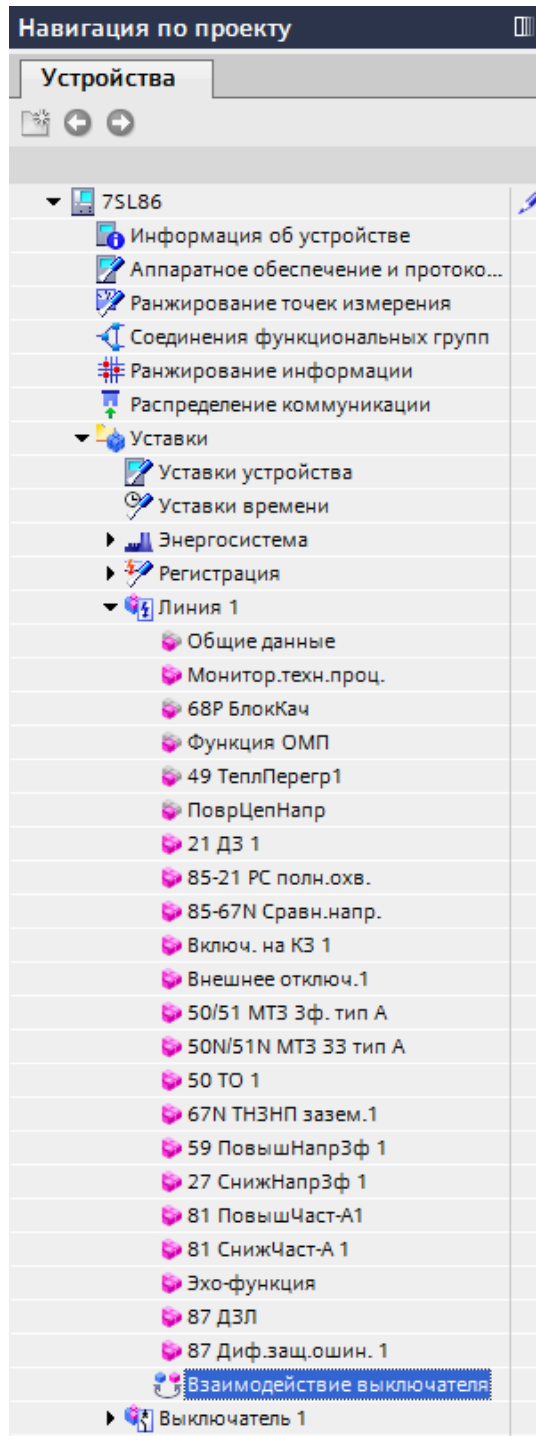 Навигация по проекту
Устройства
7SL86
Информация об устройстве
Аппаратное обеспечение и протоко...
Ранжирование точек измерения
Соединения функциональных групп
Ранжирование информации
Распределение коммуникации
Уставки
Уставки устройства
Уставки времени
Энергосистема
Регистрация
Линия 1
Общие данные
Монитор.техн.проц.
68P БлокКач
Функция ОМП
49 ТеплПерегр1
ПоврЦепНапр
21 ДЗ 1
85-21 РС полн.охв.
85-67N Сравн.напр.
Включ. на КЗ 1
Внешнее отключ.1
50/51 МТЗ 3ф. тип А
50N/51N МТЗ ЗЗ тип А
50 ТО 1
67N ТНЗНП зазем.1
59 ПовышНапр3ф 1
27 СнижНапр3ф 1
81 ПовышЧаст-А1
81 СнижЧаст-А 1
Эхо-функция
87 ДЗЛ
87 Диф.защ.ошин. 1
Взаимодействие выключателя
Выключатель 1